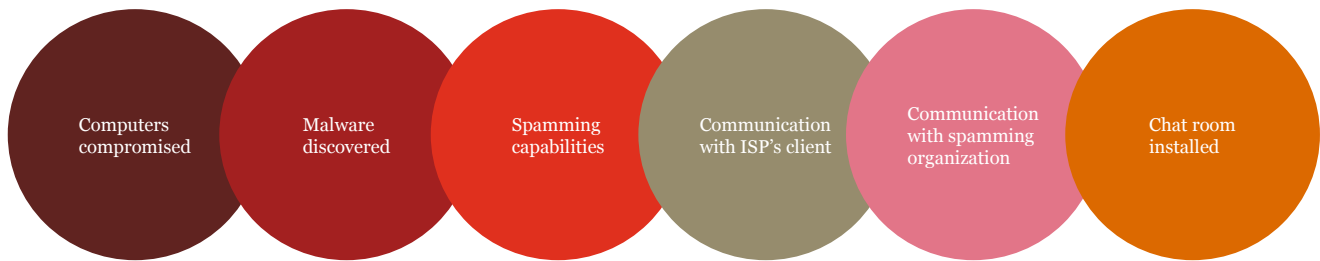 Computers
compromised
Malware
discovered
Spamming
capabilities
Communication
with ISP’s client
Communication
with spamming
organization
Chat room
installed